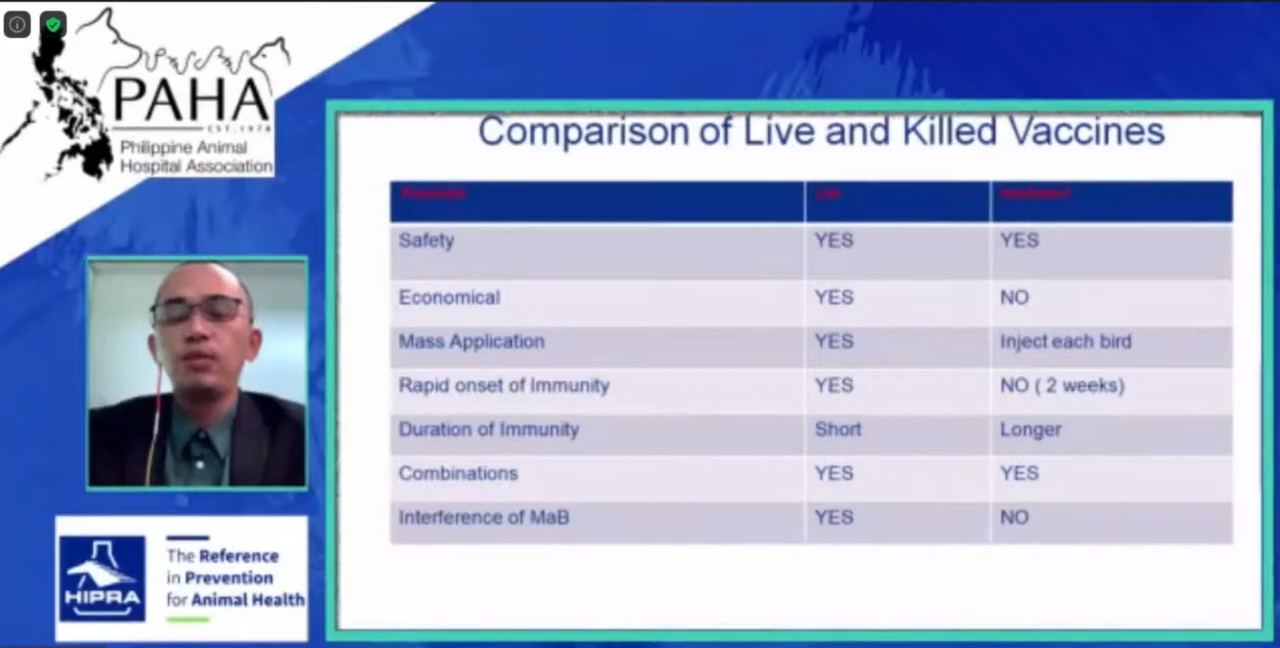 PAHA
EST. 1978
Philippine Animal
Hospital Association
HIPRA
The Reference
in Prevention
for Animal Health
Comparison of Live and Killed Vaccines
Safety YES YES
Economical YES NO
Mass Application YES Inject each bird
Rapid onset of Immunity YES NO ( 2 weeks)
Duration of Immunity Short Longer
Combinations YES YES
Interference of MaB YES NO